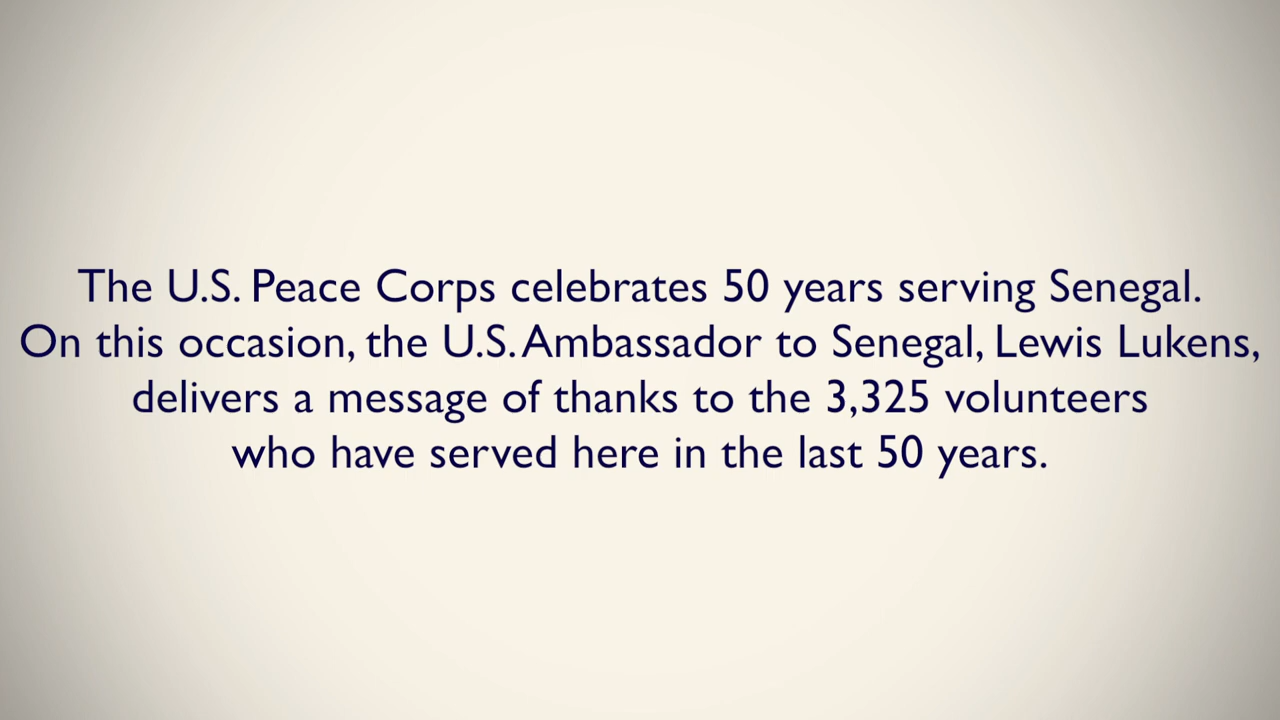 The U.S. Peace Corps celebrates 50 years serving Senegal.
On this occasion, the U.S. Ambassador to Senegal, Lewis Lukens,
delivers a message of thanks to the 3,325 volunteers
who have served here in the last 50 years.